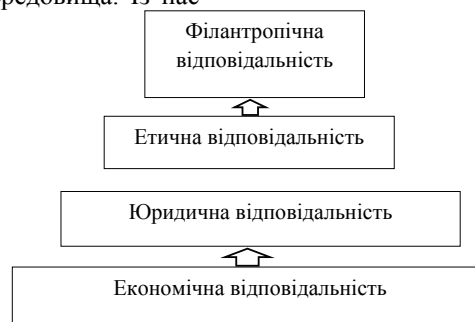 Філантропічна
відповідальність
Етична відповідальність
Юридична відповідальність
Економічна відповідальність